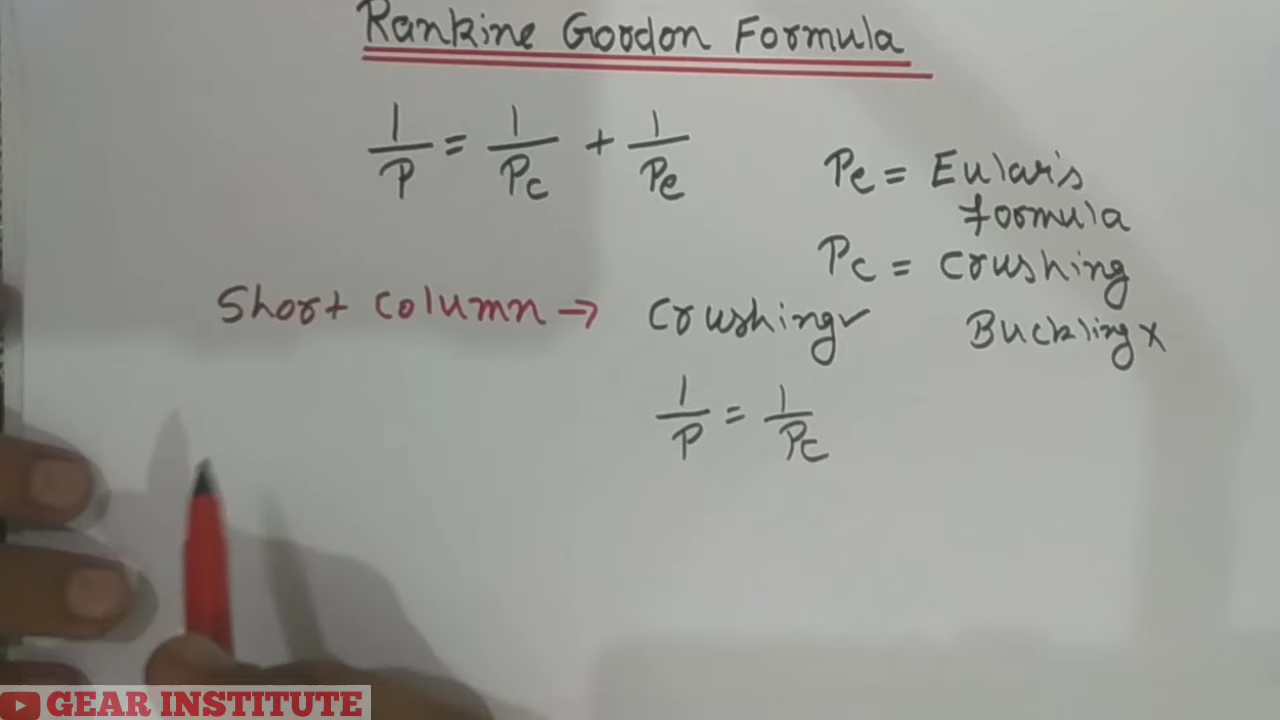 Rankine Gordon Formula
1/P = 1/Pc + 1/Pe
Pe = Eular's
formula
Pc = crushing
Short column → Crushing✓ Buckling ×
1/P = 1/Pc
GEAR INSTITUTE